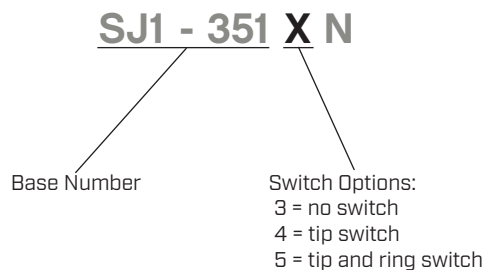 SJ1 - 351 X N
Base Number
Switch Options:
3 = no switch
4 = tip switch
5 = tip and ring switch